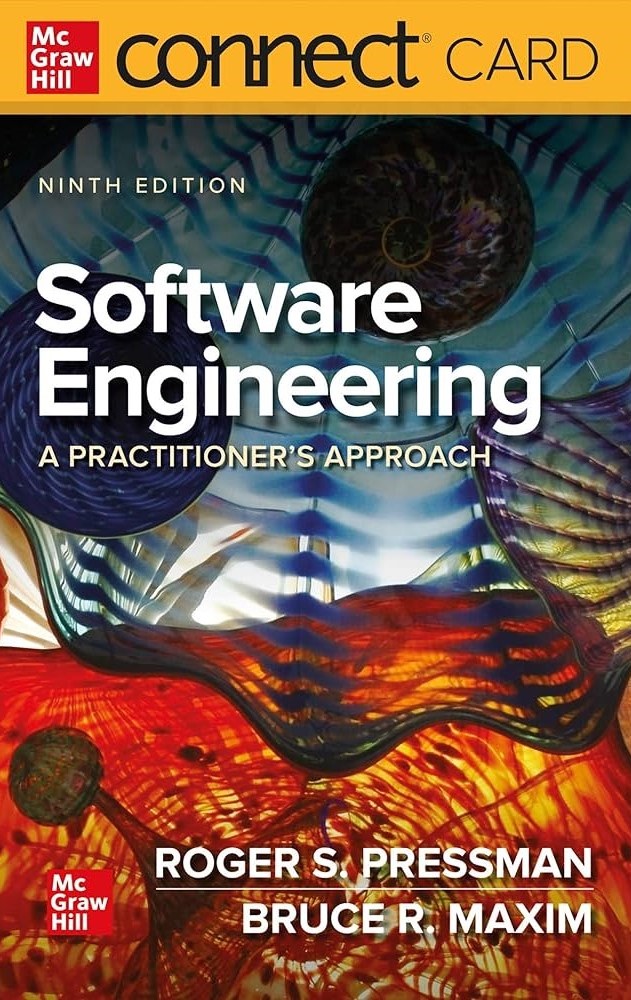 Mc
Graw
Hill
connect® CARD
NINTH EDITION
Software
Engineering
A PRACTITIONER'S APPROACH
ROGER S. PRESSMAN
BRUCE R. MAXIM
Mc
Graw
Hill